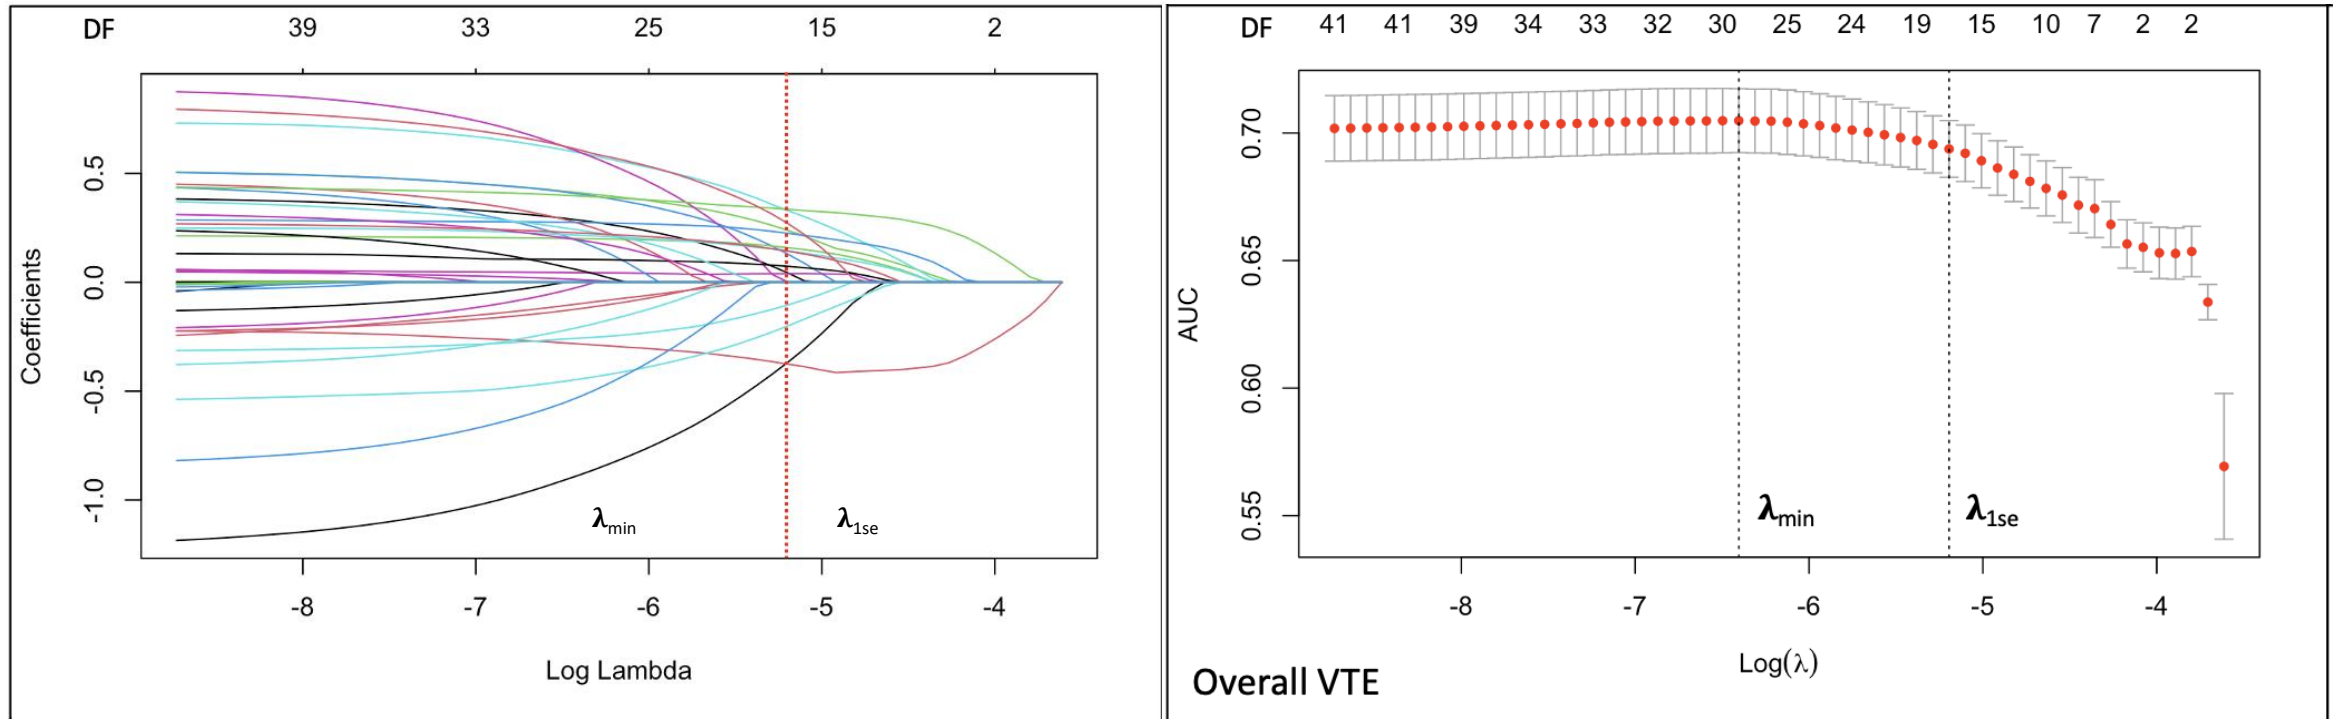 DF 39 33 25 15 2
Coefficients
0.5
0.0
-0.5
-1.0
λmin λ1se
-8 -7 -6 -5 -4
Log Lambda
DF 41 41 39 34 33 32 30 25 24 19 15 10 7 2 2
AUC
0.70
0.65
0.60
0.55
λmin λ1se
-8 -7 -6 -5 -4
Log(λ)
Overall VTE